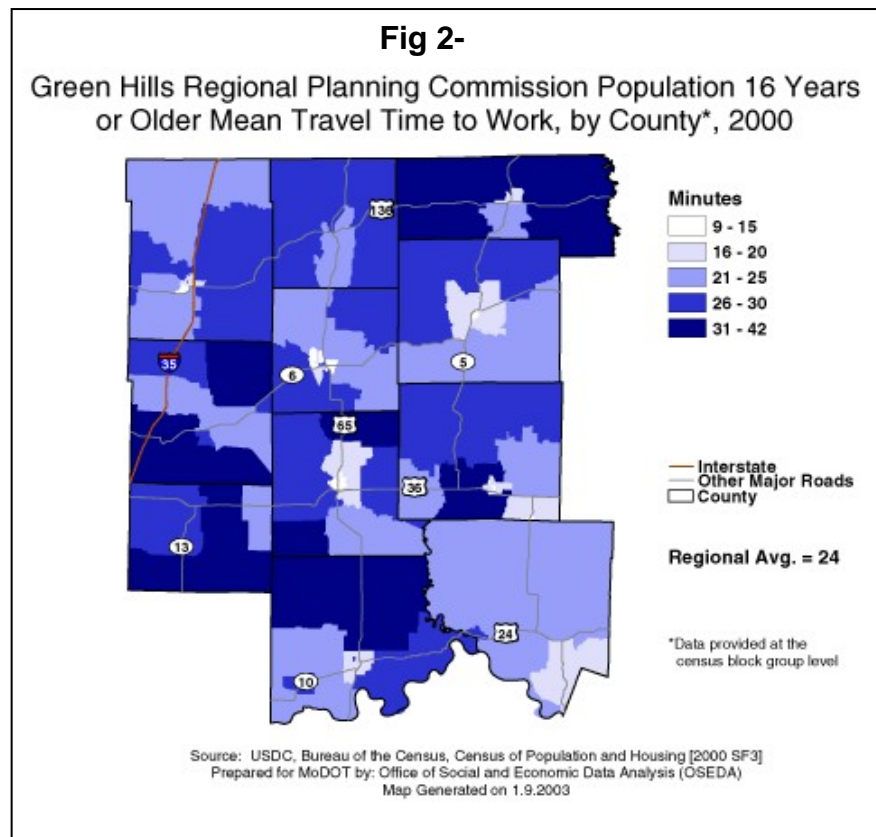 Fig 2-
Green Hills Regional Planning Commission Population 16 Years
or Older Mean Travel Time to Work, by County*, 2000
Minutes
9 - 15
16 - 20
21 - 25
26 - 30
31 - 42
136
35
6
5
65
36
13
24
10
Interstate
Other Major Roads
County
Regional Avg. = 24
*Data provided at the
census block group level
Source: USDC, Bureau of the Census, Census of Population and Housing [2000 SF3]
Prepared for MoDOT by: Office of Social and Economic Data Analysis (OSEDA)
Map Generated on 1.9.2003